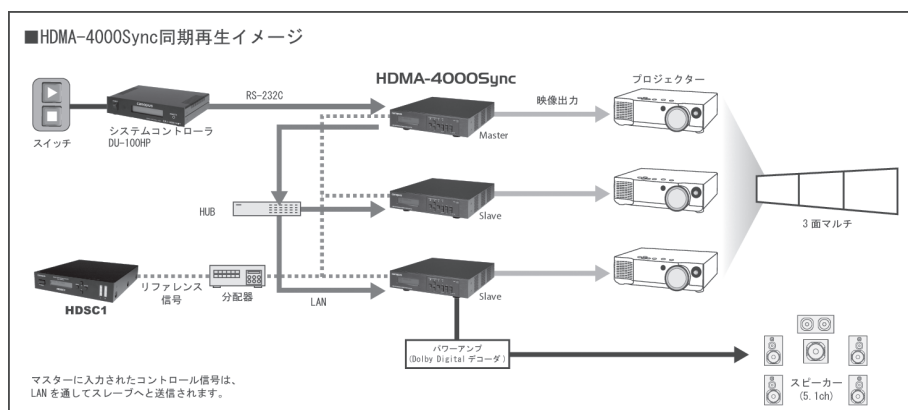 ■HDMA-4000Sync同期再生イメージ
HDMA-4000Sync
プロジェクター
RS-232C
映像出力
スイッチ
システムコントローラ
DU-100HP
Master
HUB
Slave
3面マルチ
HDSC1
リファレンス
信号
分配器
LAN
Slave
パワーアンプ
(Dolby Digital デコーダ)
スピーカー
(5.1ch)
マスターに入力されたコントロール信号は、
LANを通してスレーブへと送信されます。